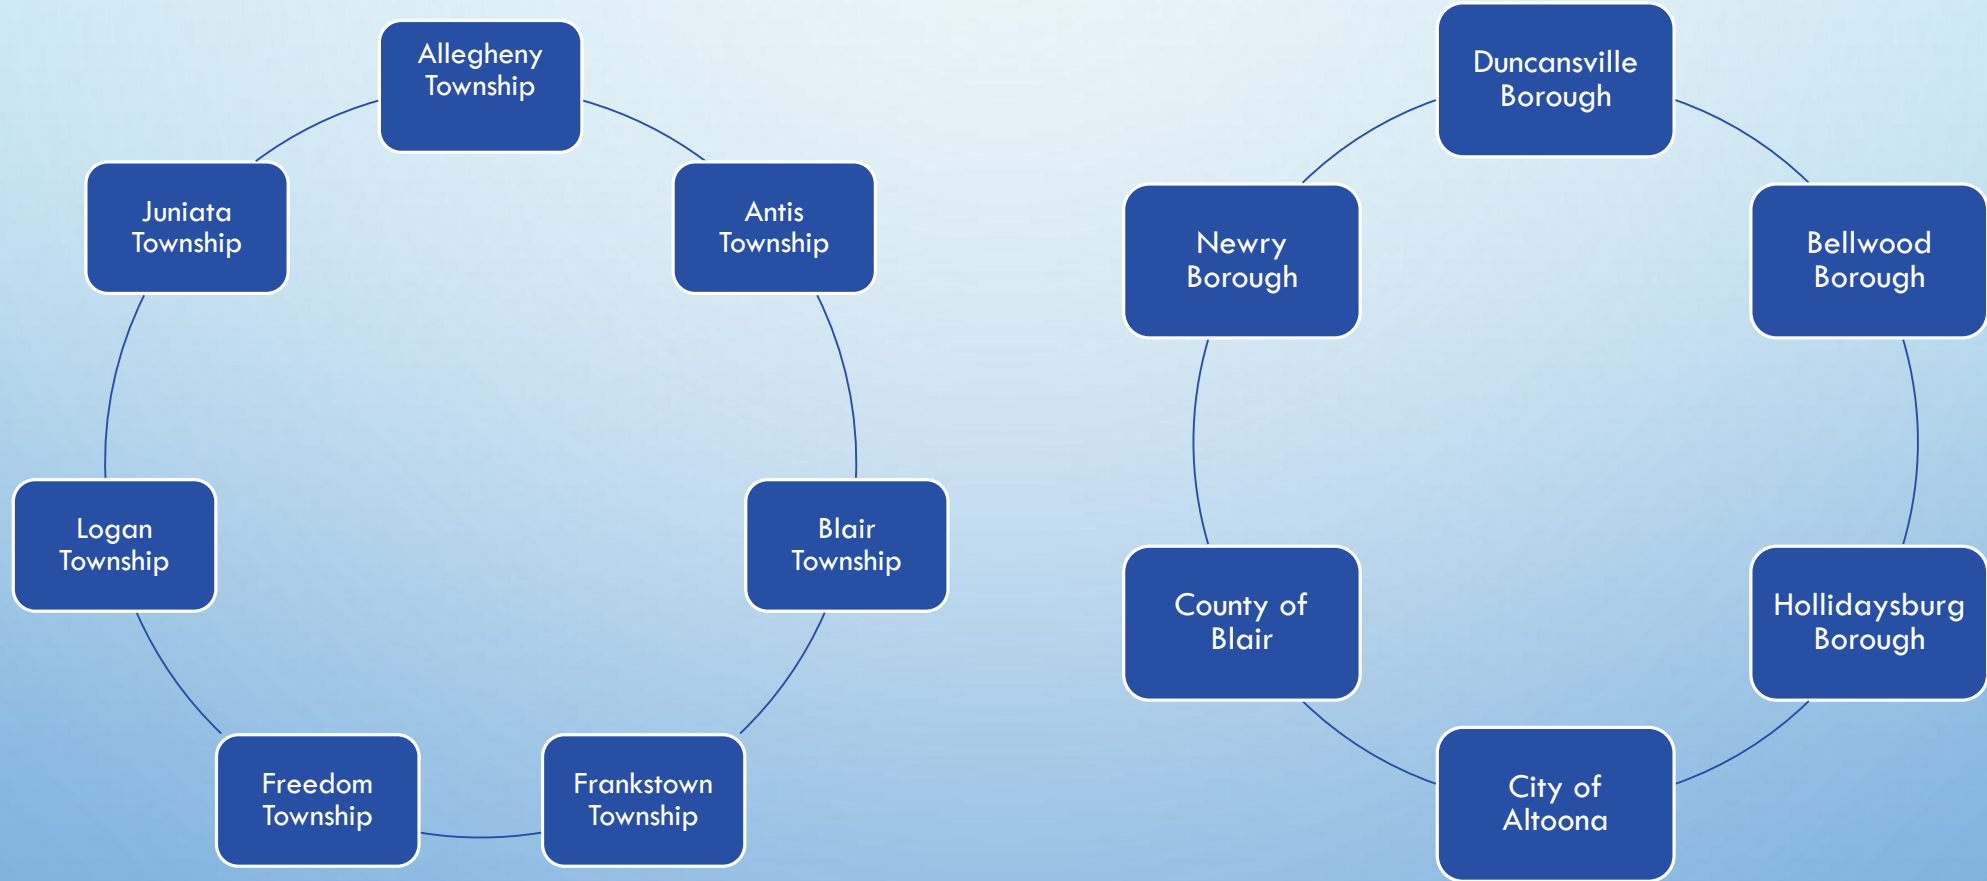 Allegheny
Township
Antis
Township
Blair
Township
Frankstown
Township
Freedom
Township
Logan
Township
Juniata
Township
Duncansville
Borough
Bellwood
Borough
Hollidaysburg
Borough
City of
Altoona
County of
Blair
Newry
Borough